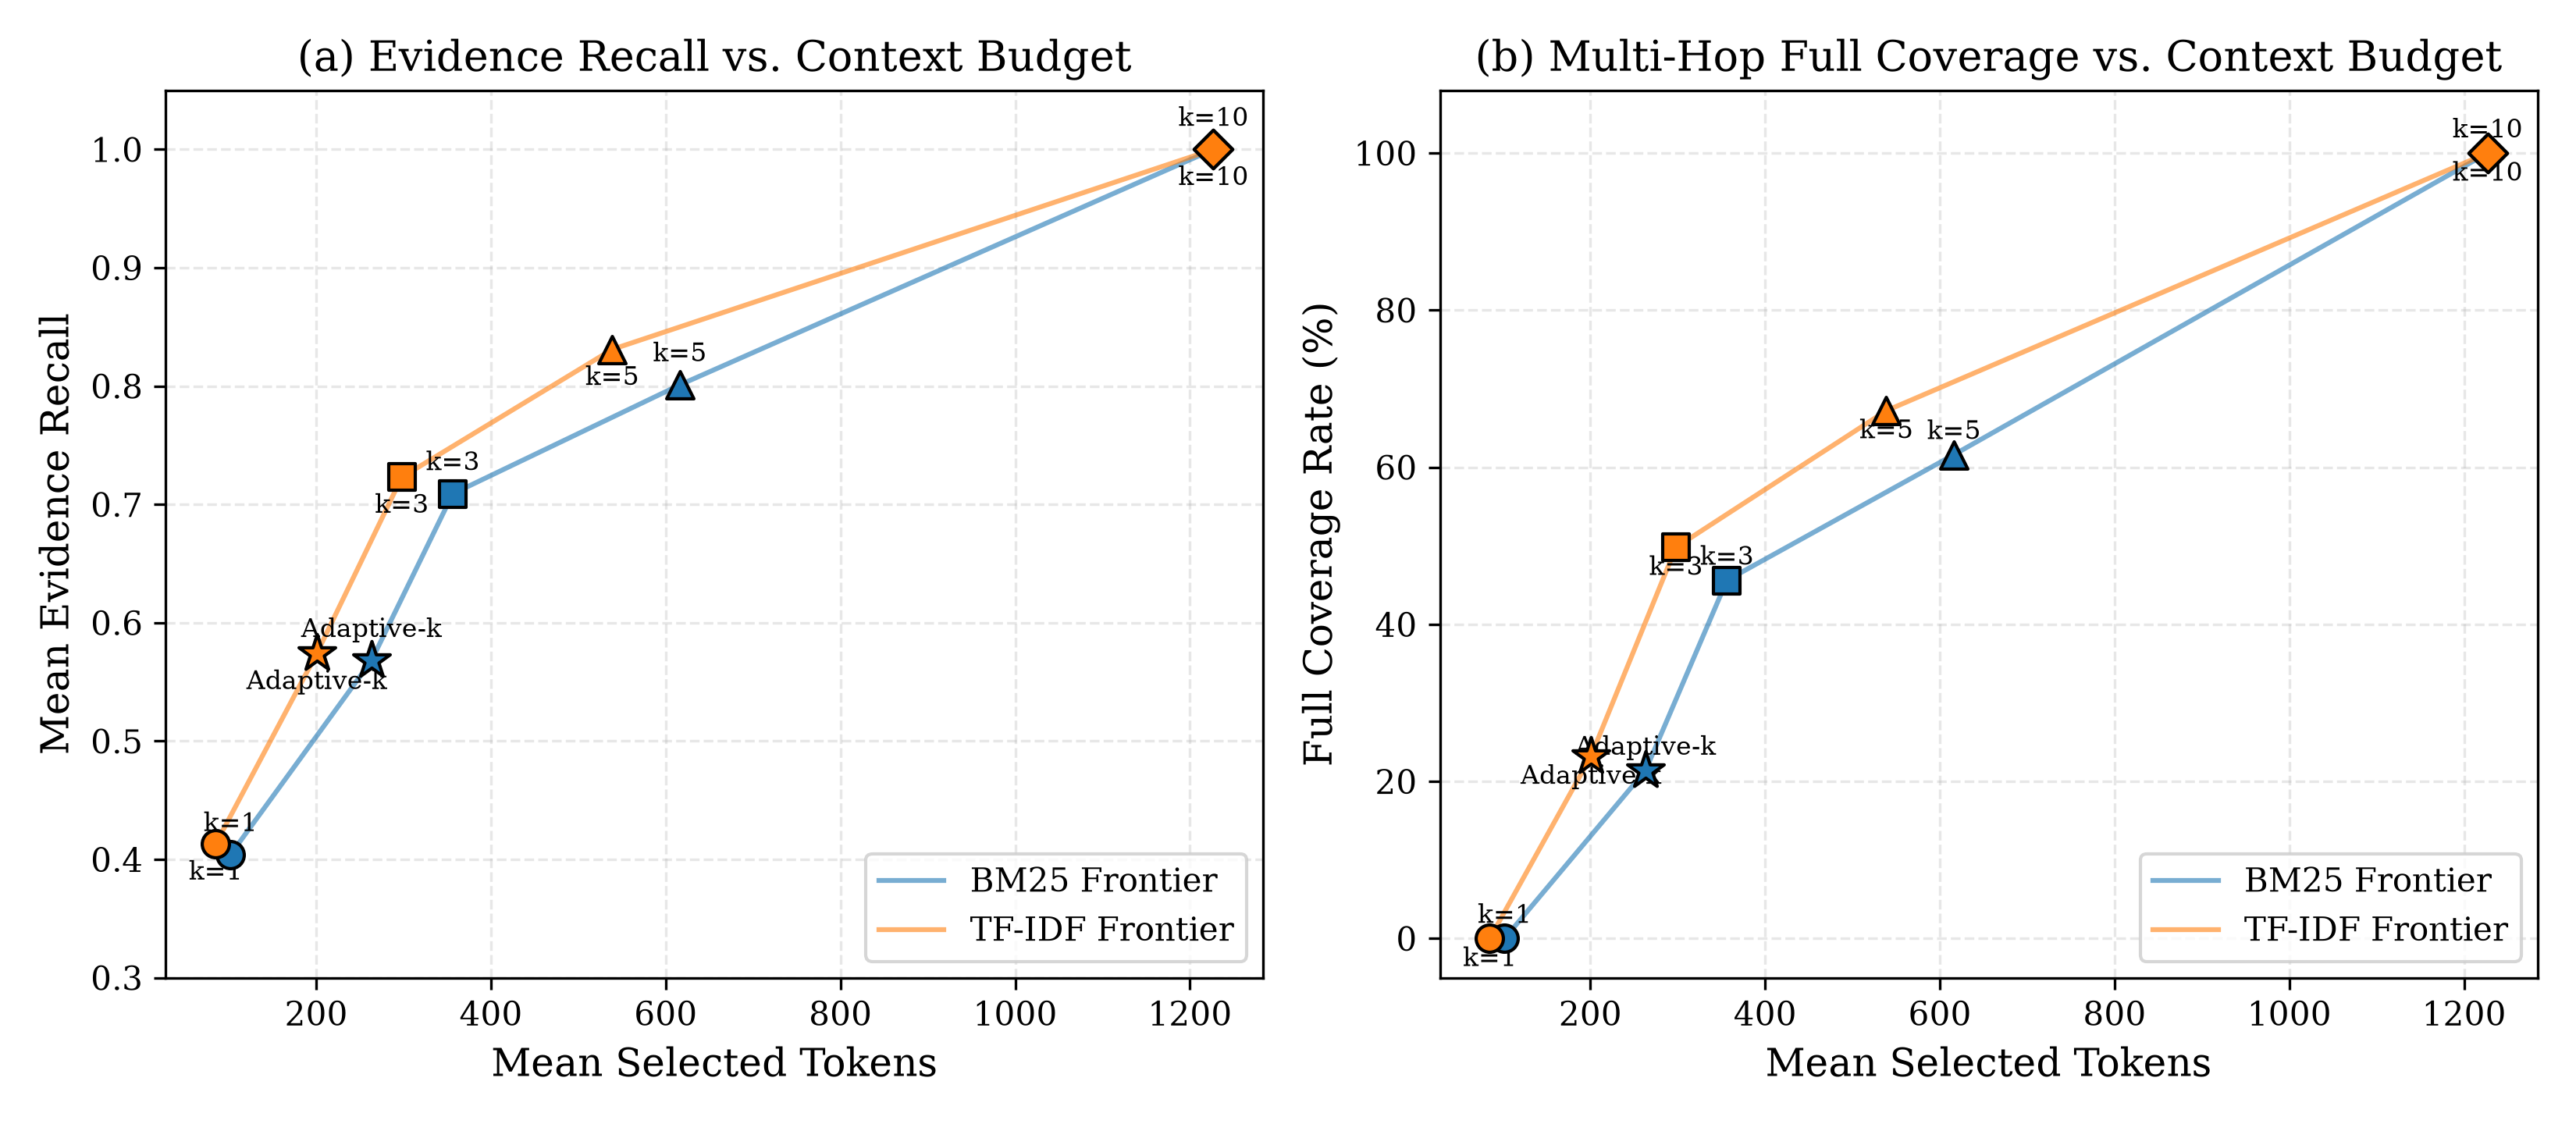 (a) Evidence Recall vs. Context Budget
Mean Evidence Recall
1.0
0.9
0.8
0.7
0.6
0.5
0.4
0.3
k=10
k=10
k=5
k=5
k=3
k=3
Adaptive-k
Adaptive-k
k=1
k=1
BM25 Frontier
TF-IDF Frontier
200 400 600 800 1000 1200
Mean Selected Tokens
(b) Multi-Hop Full Coverage vs. Context Budget
Full Coverage Rate (%)
100
80
60
40
20
0
k=10
k=10
k=5
k=5
k=3
k=3
Adaptive-k
Adaptive-k
k=1
k=1
BM25 Frontier
TF-IDF Frontier
200 400 600 800 1000 1200
Mean Selected Tokens